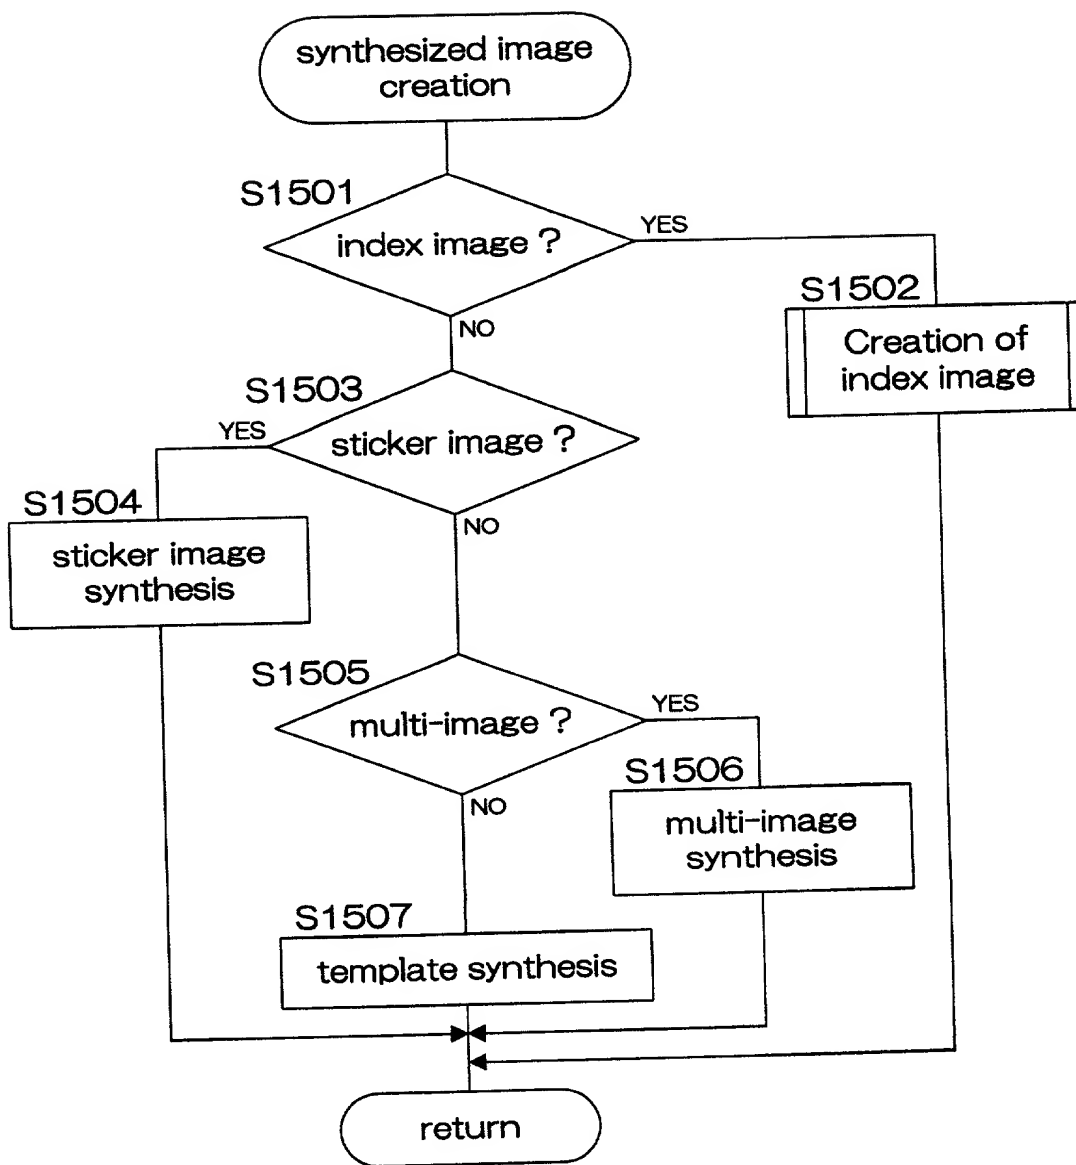 synthesized image
creation
S1501
index image ?
YES
NO
S1502
Creation of
index image
S1503
sticker image ?
YES
NO
S1504
sticker image
synthesis
S1505
multi-image ?
YES
NO
S1506
multi-image
synthesis
S1507
template synthesis
return